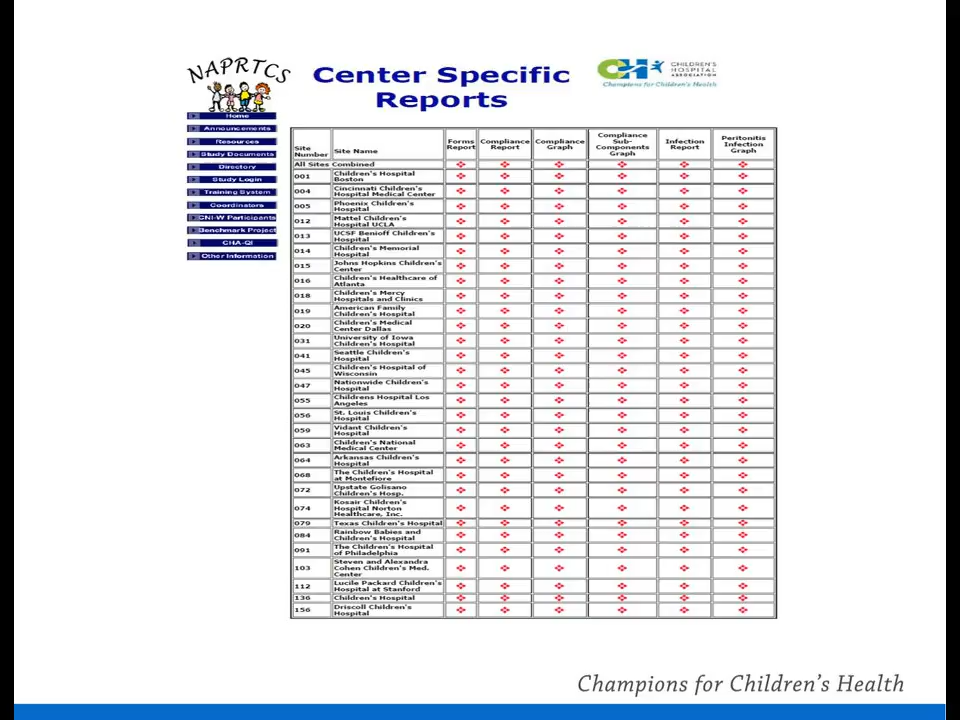 NAPRTCS
Center Specific
Reports
CHILDREN'S
HOSPITAL
ASSOCIATION
Champions for Children's Health
Home
Announcements
Resources
Study Documents
Directory
Study Login
Training System
Coordinators
CNI-W Participants
Benchmark Project
CHA-QI
Other Information
Site Number Site Name Forms Report Compliance Report Compliance Graph Compliance Sub-Components Graph Infection Report Peritonitis Infection Graph
All Sites Combined
001 Children's Hospital
Boston
004 Cincinnati Children's
Hospital Medical Center
005 Phoenix Children's
Hospital
012 Mattel Children's
Hospital UCLA
013 UCSF Benioff Children's
Hospital
014 Children's Memorial
Hospital
015 Johns Hopkins Children's
Center
016 Children's Healthcare of
Atlanta
018 Children's Mercy
Hospitals and Clinics
019 American Family
Children's Hospital
020 Children's Medical
Center Dallas
031 University of Iowa
Children's Hospital
041 Seattle Children's
Hospital
045 Children's Hospital of
Wisconsin
047 Nationwide Children's
Hospital
055 Childrens Hospital Los
Angeles
056 St. Louis Children's
Hospital
059 Vidant Children's
Hospital
063 Children's National
Medical Center
064 Arkansas Children's
Hospital
068 The Children's Hospital
at Montefiore
072 Upstate Golisano
Children's Hosp.
074 Kosair Children's
Hospital Norton
Healthcare, Inc.
079 Texas Children's Hospital
084 Rainbow Babies and
Children's Hospital
091 The Children's Hospital
of Philadelphia
103 Steven and Alexandra
Cohen Children's Med.
Center
112 Lucile Packard Children's
Hospital at Stanford
136 Children's Hospital
156 Driscoll Children's
Hospital
Champions for Children's Health